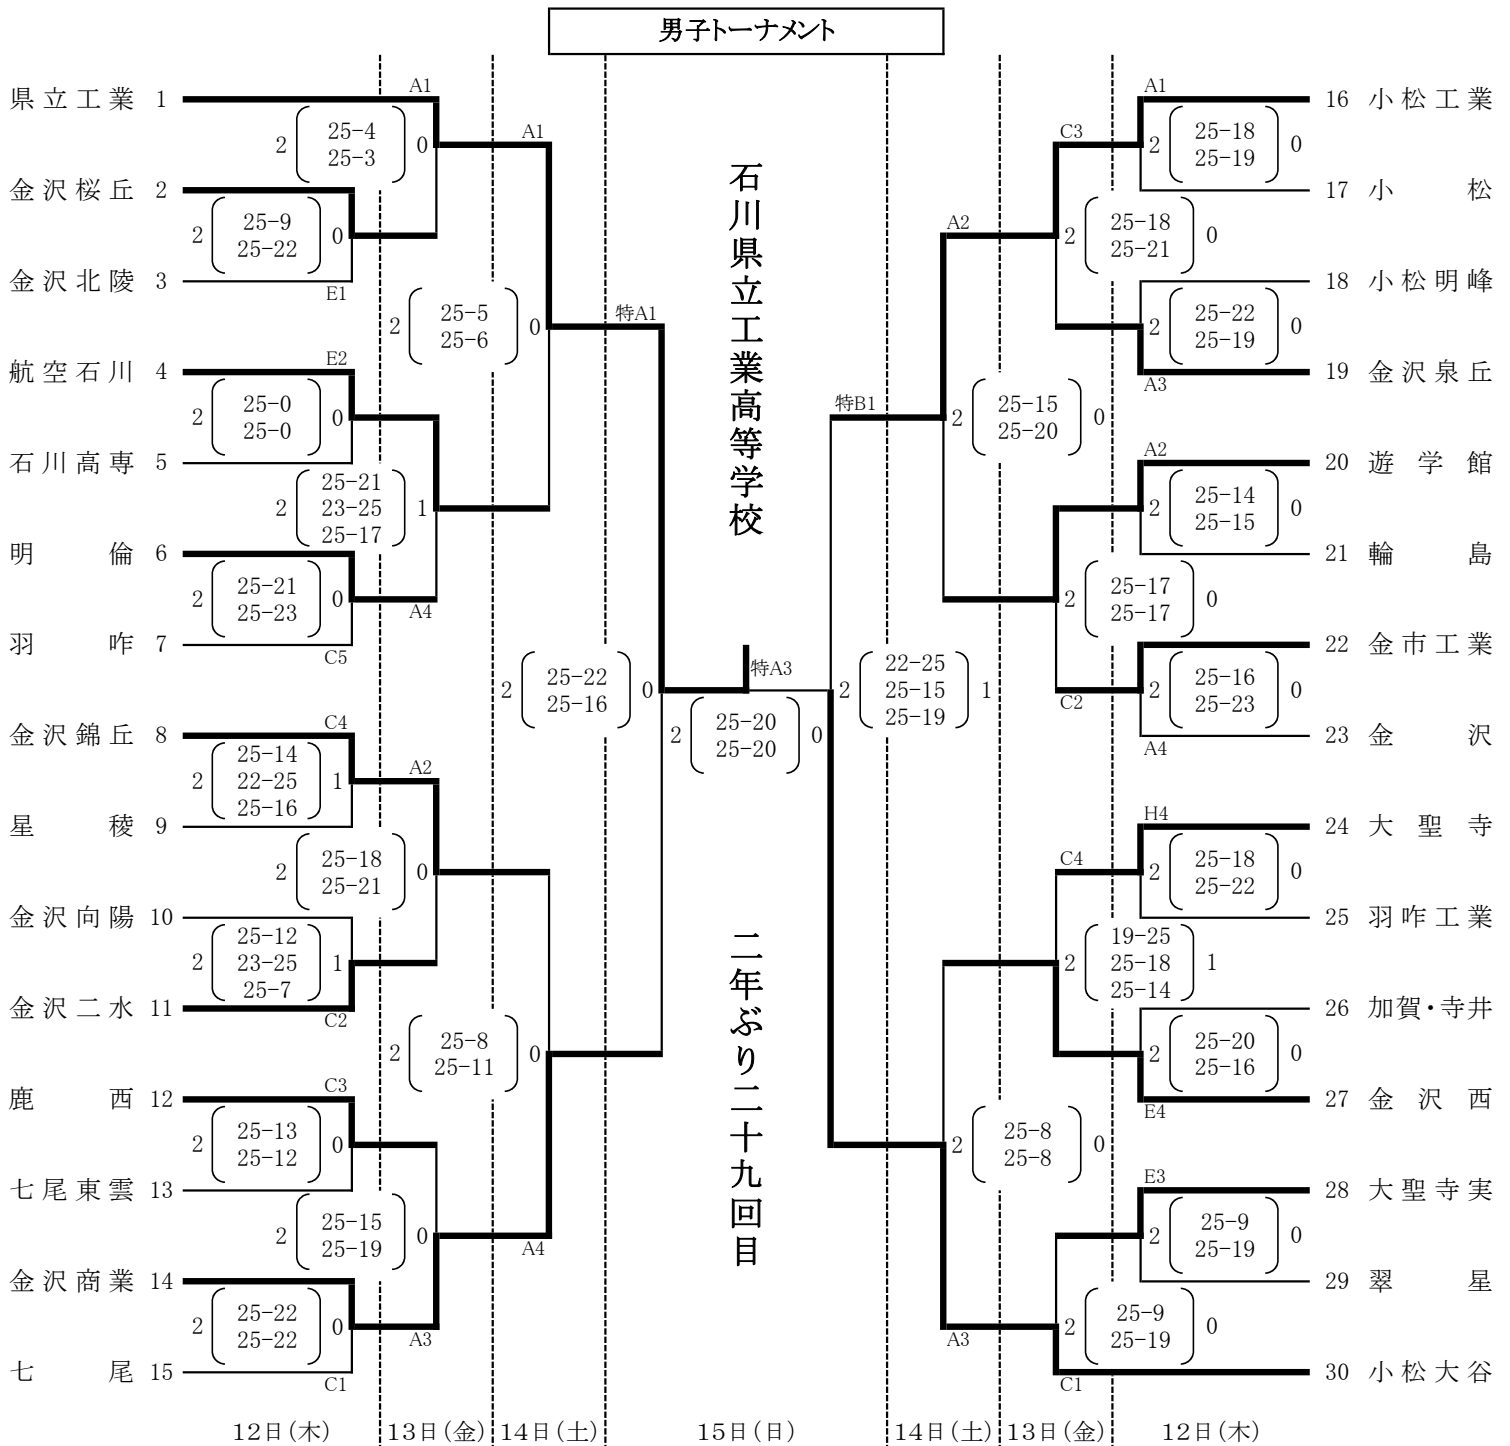 男子トーナメント
県立工業 1
金沢桜丘 2
金沢北陵 3
航空石川 4
石川高専 5
明倫 6
羽咋 7
金沢錦丘 8
星稜 9
金沢向陽 10
金沢二水 11
鹿西 12
七尾東雲 13
金沢商業 14
七尾 15
A1
2 25-4 0
25-3
2 25-9 0
25-22
E1
E2
2 25-0 0
25-0
2 25-21 1
23-25
25-17
2 25-21 0
25-23
A4
C5
C4
2 25-14 1
22-25
25-16
A2
2 25-18 0
25-21
2 25-12 1
23-25
25-7
C2
C3
2 25-13 0
25-12
2 25-15 0
25-19
2 25-22 0
25-22
A3
C1
A1
2 25-5 0
25-6
2 25-8 0
25-11
A4
特A1
2 25-22 0
25-16
石川県立工業高等学校
二年ぶり二十九回目
特A3
2 25-20 0
25-20
特B1
2 22-25 1
25-15
25-19
A2
2 25-15 0
25-20
2 25-8 0
25-8
A3
C3
2 25-18 0
25-21
2 25-17 0
25-17
C2
C4
2 19-25 1
25-18
25-14
2 25-9 0
25-19
C1
A1
2 25-18 0
25-19
2 25-22 0
25-19
A3
A2
2 25-14 0
25-15
2 25-16 0
25-23
A4
H4
2 25-18 0
25-22
2 25-20 0
25-16
E4
E3
2 25-9 0
25-19
16 小松工業
17 小松
18 小松明峰
19 金沢泉丘
20 遊学館
21 輪島
22 金市工業
23 金沢
24 大聖寺
25 羽咋工業
26 加賀・寺井
27 金沢西
28 大聖寺実
29 翠星
30 小松大谷
12日(木) 13日(金) 14日(土) 15日(日) 14日(土) 13日(金) 12日(木)